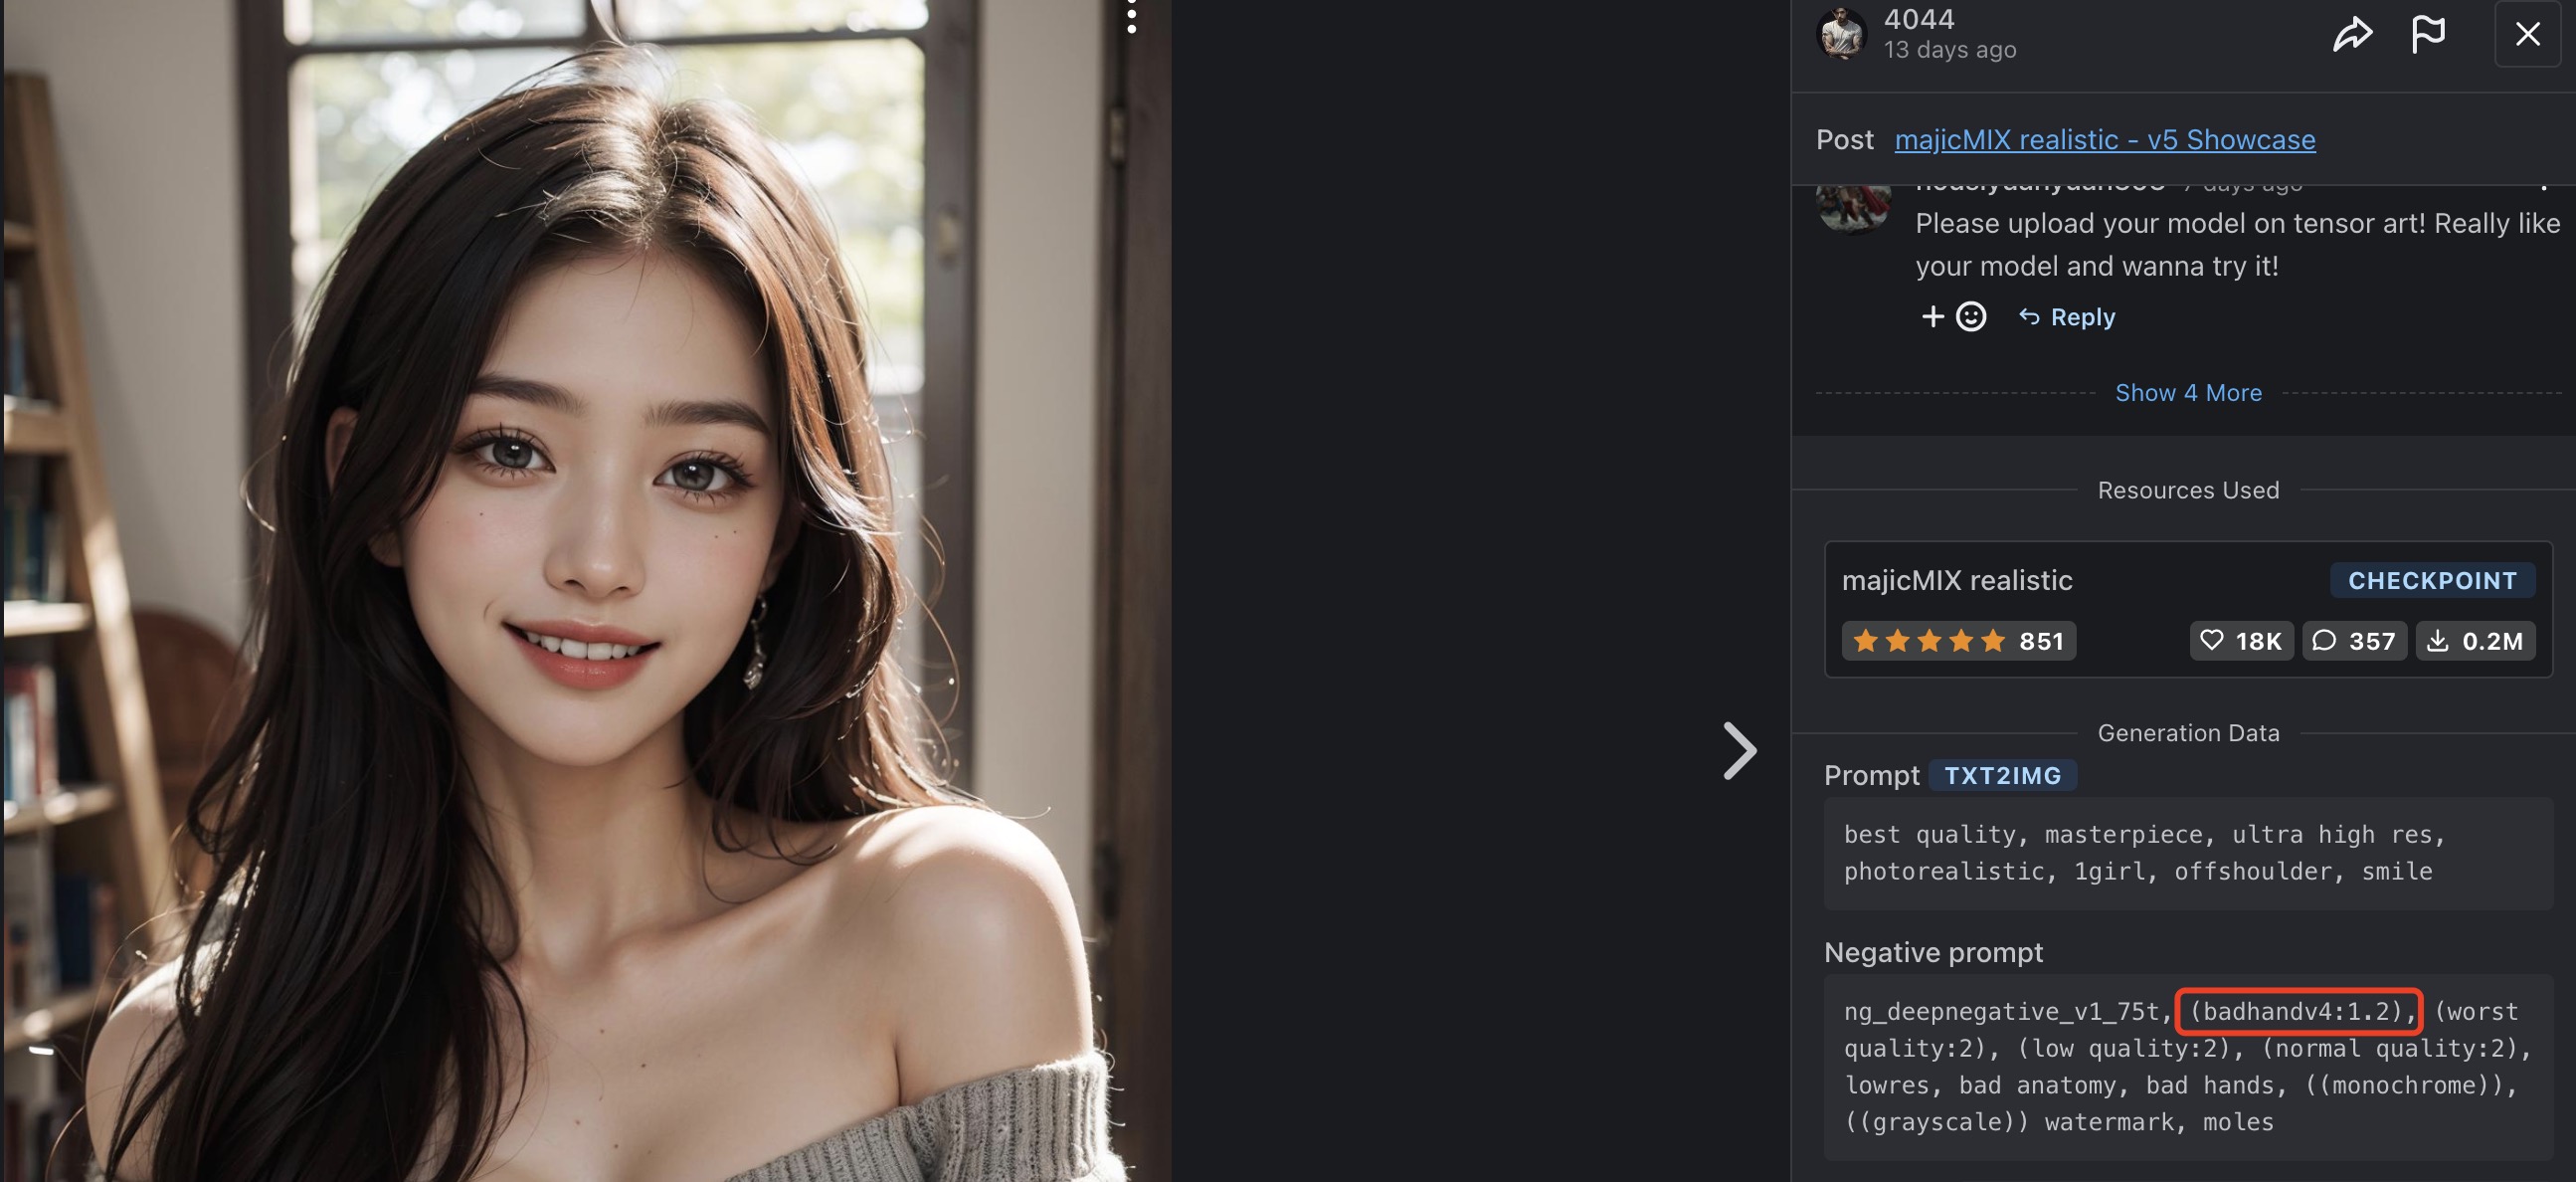 4044
13 days ago
Post majicMIX realistic - v5 Showcase
7 days ago
Please upload your model on tensor art! Really like
your model and wanna try it!
Reply
Show 4 More
Resources Used
majicMIX realistic CHECKPOINT
851 18K 357 0.2M
Generation Data
Prompt TXT2IMG
best quality, masterpiece, ultra high res,
photorealistic, 1girl, offshoulder, smile
Negative prompt
ng_deepnegative_v1_75t, (badhandv4:1.2), (worst
quality:2), (low quality:2), (normal quality:2),
lowres, bad anatomy, bad hands, ((monochrome)),
((grayscale)) watermark, moles